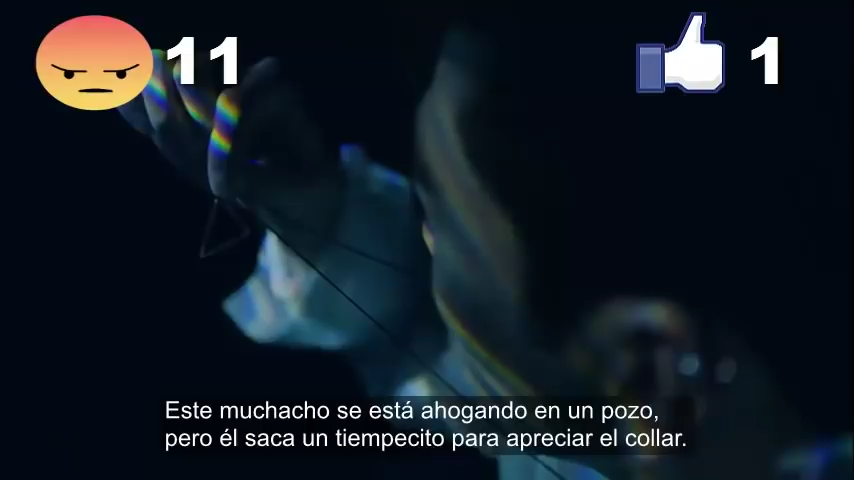 11
1
Este muchacho se está ahogando en un pozo,
pero él saca un tiempecito para apreciar el collar.